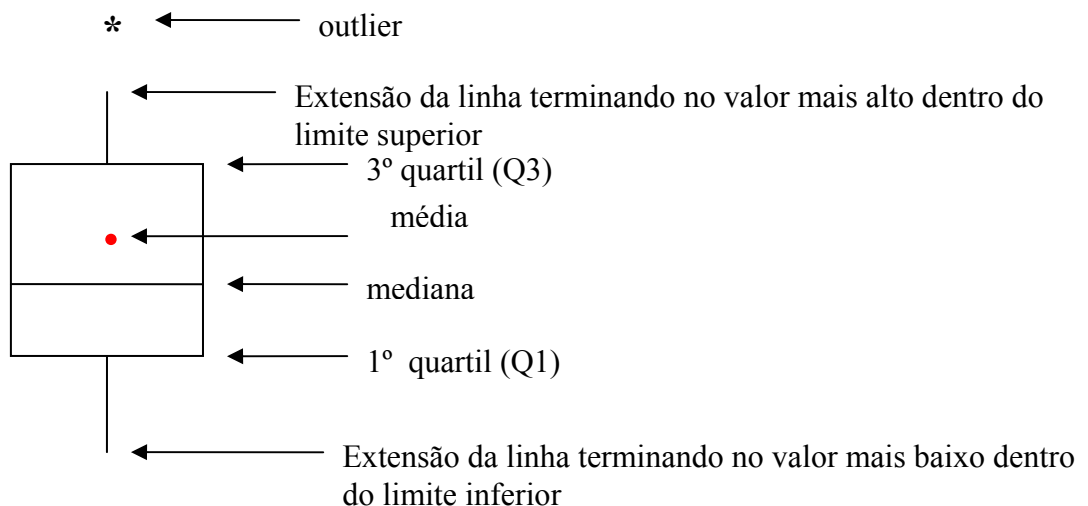 * outlier
Extensão da linha terminando no valor mais alto dentro do
limite superior
3º quartil (Q3)
média
mediana
1º quartil (Q1)
Extensão da linha terminando no valor mais baixo dentro
do limite inferior